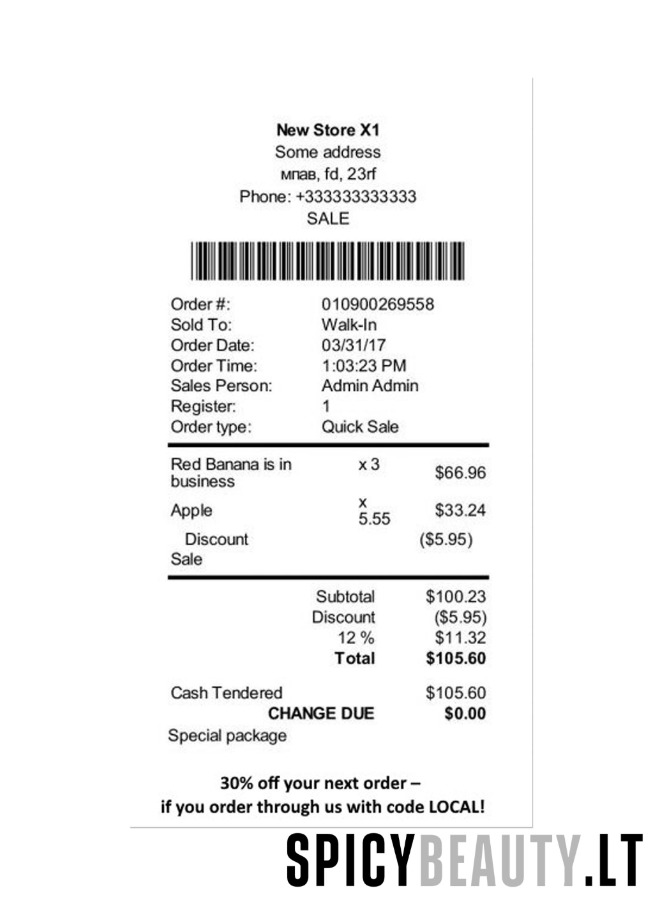 New Store X1
Some address
мпав, fd, 23rf
Phone: +333333333333
SALE
Order #: 010900269558
Sold To: Walk-In
Order Date: 03/31/17
Order Time: 1:03:23 PM
Sales Person: Admin Admin
Register: 1
Order type: Quick Sale
Red Banana is in x 3 $66.96
business
Apple x 5.55 $33.24
Discount ($5.95)
Sale
Subtotal $100.23
Discount ($5.95)
12 % $11.32
Total $105.60
Cash Tendered $105.60
CHANGE DUE $0.00
Special package
30% off your next order –
if you order through us with code LOCAL!
SPICYBEAUTY.LT